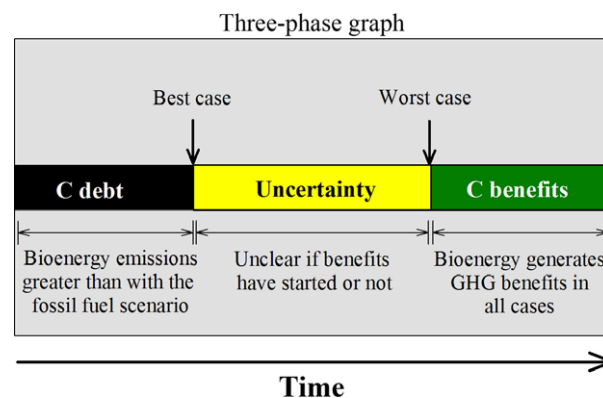 Three-phase graph
Best case
Worst case
C debt
Uncertainty
C benefits
Bioenergy emissions
greater than with the
fossil fuel scenario
Unclear if benefits
have started or not
Bioenergy generates
GHG benefits in
all cases
Time